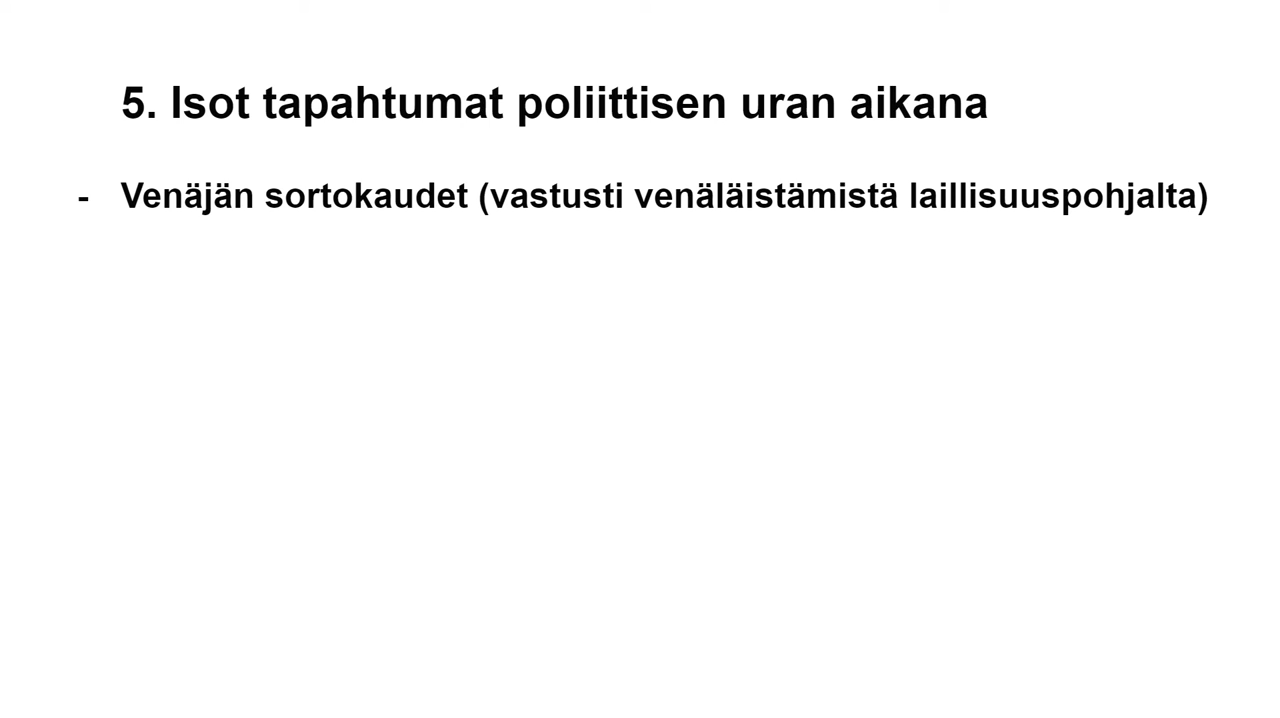 5. Isot tapahtumat poliittisen uran aikana
- Venäjän sortokaudet (vastusti venäläistämistä laillisuuspohjalta)